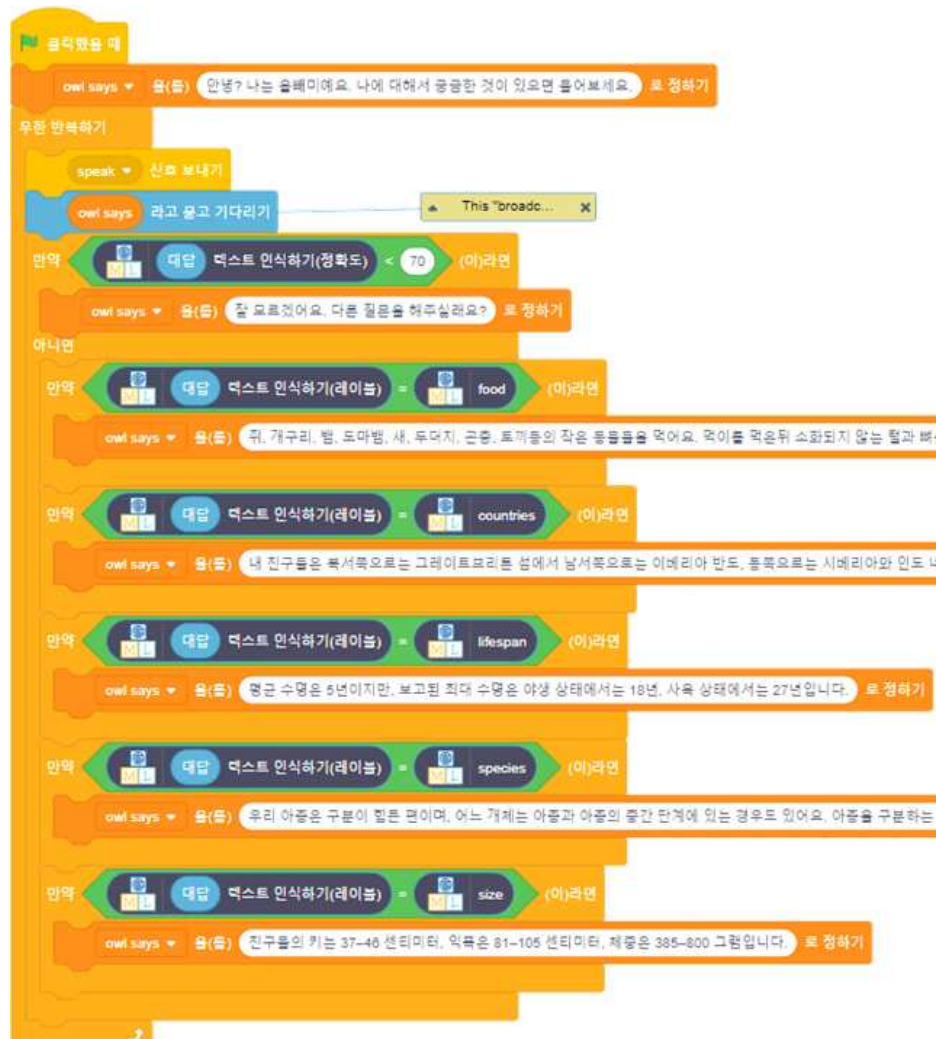 클릭했을 때
owl says 을(를) 안녕? 나는 올빼미예요. 나에 대해서 궁금한 것이 있으면 물어보세요. 로 정하기
무한 반복하기
speak 신호 보내기
owl says 라고 묻고 기다리기 This "broadc...
만약 ML 대답 텍스트 인식하기(정확도) < 70 (이)라면
owl says 을(를) 잘 모르겠어요. 다른 질문을 해주실래요? 로 정하기
아니면
만약 ML 대답 텍스트 인식하기(레이블) = ML food (이)라면
owl says 을(를) 쥐, 개구리, 뱀, 도마뱀, 새, 두더지, 곤충, 토끼등의 작은 동물들을 먹어요. 먹이를 먹은뒤 소화되지 않는 털과
만약 ML 대답 텍스트 인식하기(레이블) = ML countries (이)라면
owl says 을(를) 내 친구들은 북서쪽으로는 그레이트브리튼 섬에서 남서쪽으로는 이베리아 반도, 동쪽으로는 시베리아와 인도
만약 ML 대답 텍스트 인식하기(레이블) = ML lifespan (이)라면
owl says 을(를) 평균 수명은 5년이지만, 보고된 최대 수명은 야생 상태에서는 18년, 사육 상태에서는 27년입니다. 로 정하기
만약 ML 대답 텍스트 인식하기(레이블) = ML species (이)라면
owl says 을(를) 우리 아종은 구분이 힘든 편이며, 어느 개체는 아종과 아종의 중간 단계에 있는 경우도 있어요. 아종을 구분하는
만약 ML 대답 텍스트 인식하기(레이블) = ML size (이)라면
owl says 을(를) 친구들의 키는 37–46 센티미터, 익폭은 81–105 센티미터, 체중은 385–800 그램입니다. 로 정하기